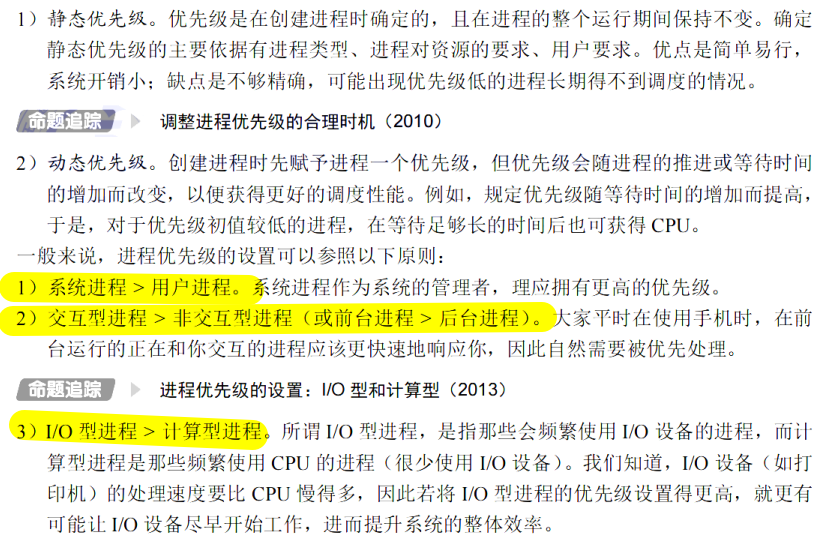 1）静态优先级。优先级是在创建进程时确定的，且在进程的整个运行期间保持不变。确定
静态优先级的主要依据有进程类型、进程对资源的要求、用户要求。优点是简单易行，
系统开销小；缺点是不够精确，可能出现优先级低的进程长期得不到调度的情况。
命题追踪 调整进程优先级的合理时机（2010）
2）动态优先级。创建进程时先赋予进程一个优先级，但优先级会随进程的推进或等待时间
的增加而改变，以便获得更好的调度性能。例如，规定优先级随等待时间的增加而提高，
于是，对于优先级初值较低的进程，在等待足够长的时间后也可获得 CPU。
一般来说，进程优先级的设置可以参照以下原则：
1）系统进程 > 用户进程。系统进程作为系统的管理者，理应拥有更高的优先级。
2）交互型进程 > 非交互型进程（或前台进程 > 后台进程）。大家平时在使用手机时，在前
台运行的正在和你交互的进程应该更快速地响应你，因此自然需要被优先处理。
命题追踪 进程优先级的设置：I/O 型和计算型（2013）
3）I/O 型进程 > 计算型进程。所谓 I/O 型进程，是指那些会频繁使用 I/O 设备的进程，而计
算型进程是那些频繁使用 CPU 的进程（很少使用 I/O 设备）。我们知道，I/O 设备（如打
印机）的处理速度要比 CPU 慢得多，因此若将 I/O 型进程的优先级设置得更高，就更有
可能让 I/O 设备尽早开始工作，进而提升系统的整体效率。